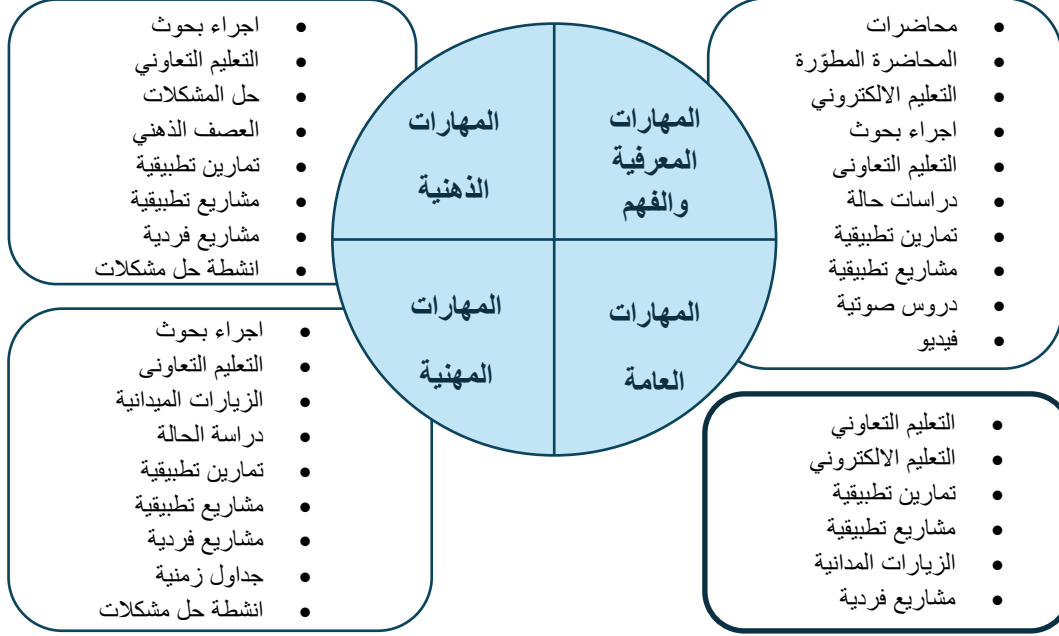 محاضرات
المحاضرة المطوّرة
التعليم الالكتروني
اجراء بحوث
التعليم التعاونى
دراسات حالة
تمارين تطبيقية
مشاريع تطبيقية
دروس صوتية
فيديو
المهارات
المعرفية
والفهم
المهارات
الذهنية
اجراء بحوث
التعليم التعاوني
حل المشكلات
العصف الذهني
تمارين تطبيقية
مشاريع تطبيقية
مشاريع فردية
انشطة حل مشكلات
التعليم التعاوني
التعليم الالكتروني
تمارين تطبيقية
مشاريع تطبيقية
الزيارات المدانية
مشاريع فردية
المهارات
العامة
المهارات
المهنية
اجراء بحوث
التعليم التعاونى
الزيارات الميدانية
دراسة الحالة
تمارين تطبيقية
مشاريع تطبيقية
مشاريع فردية
جداول زمنية
انشطة حل مشكلات